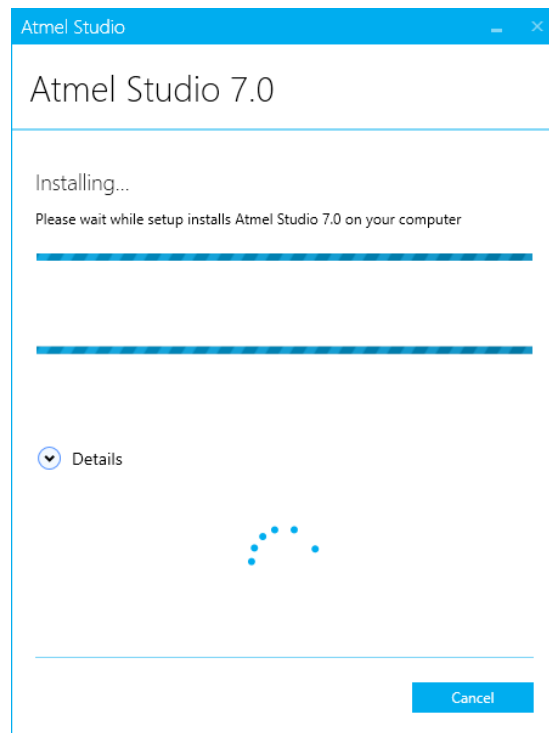 Atmel Studio
Atmel Studio 7.0
Installing...
Please wait while setup installs Atmel Studio 7.0 on your computer
Details
Cancel